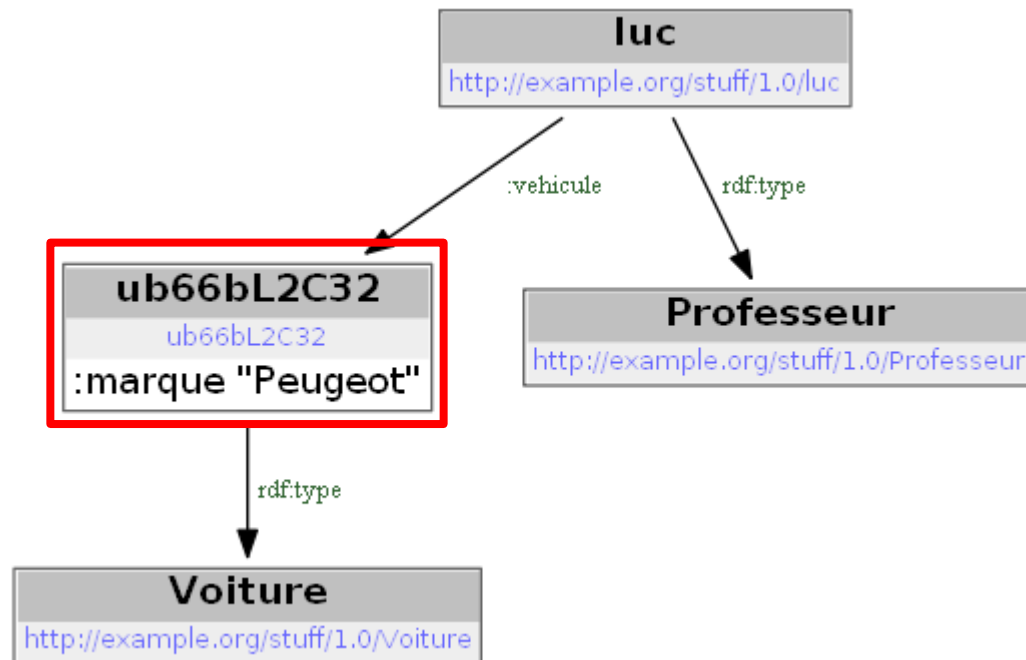 luc
http://example.org/stuff/1.0/luc
:vehicule
rdf:type
ub66bL2C32
ub66bL2C32
:marque "Peugeot"
Professeur
http://example.org/stuff/1.0/Professeur
rdf:type
Voiture
http://example.org/stuff/1.0/Voiture